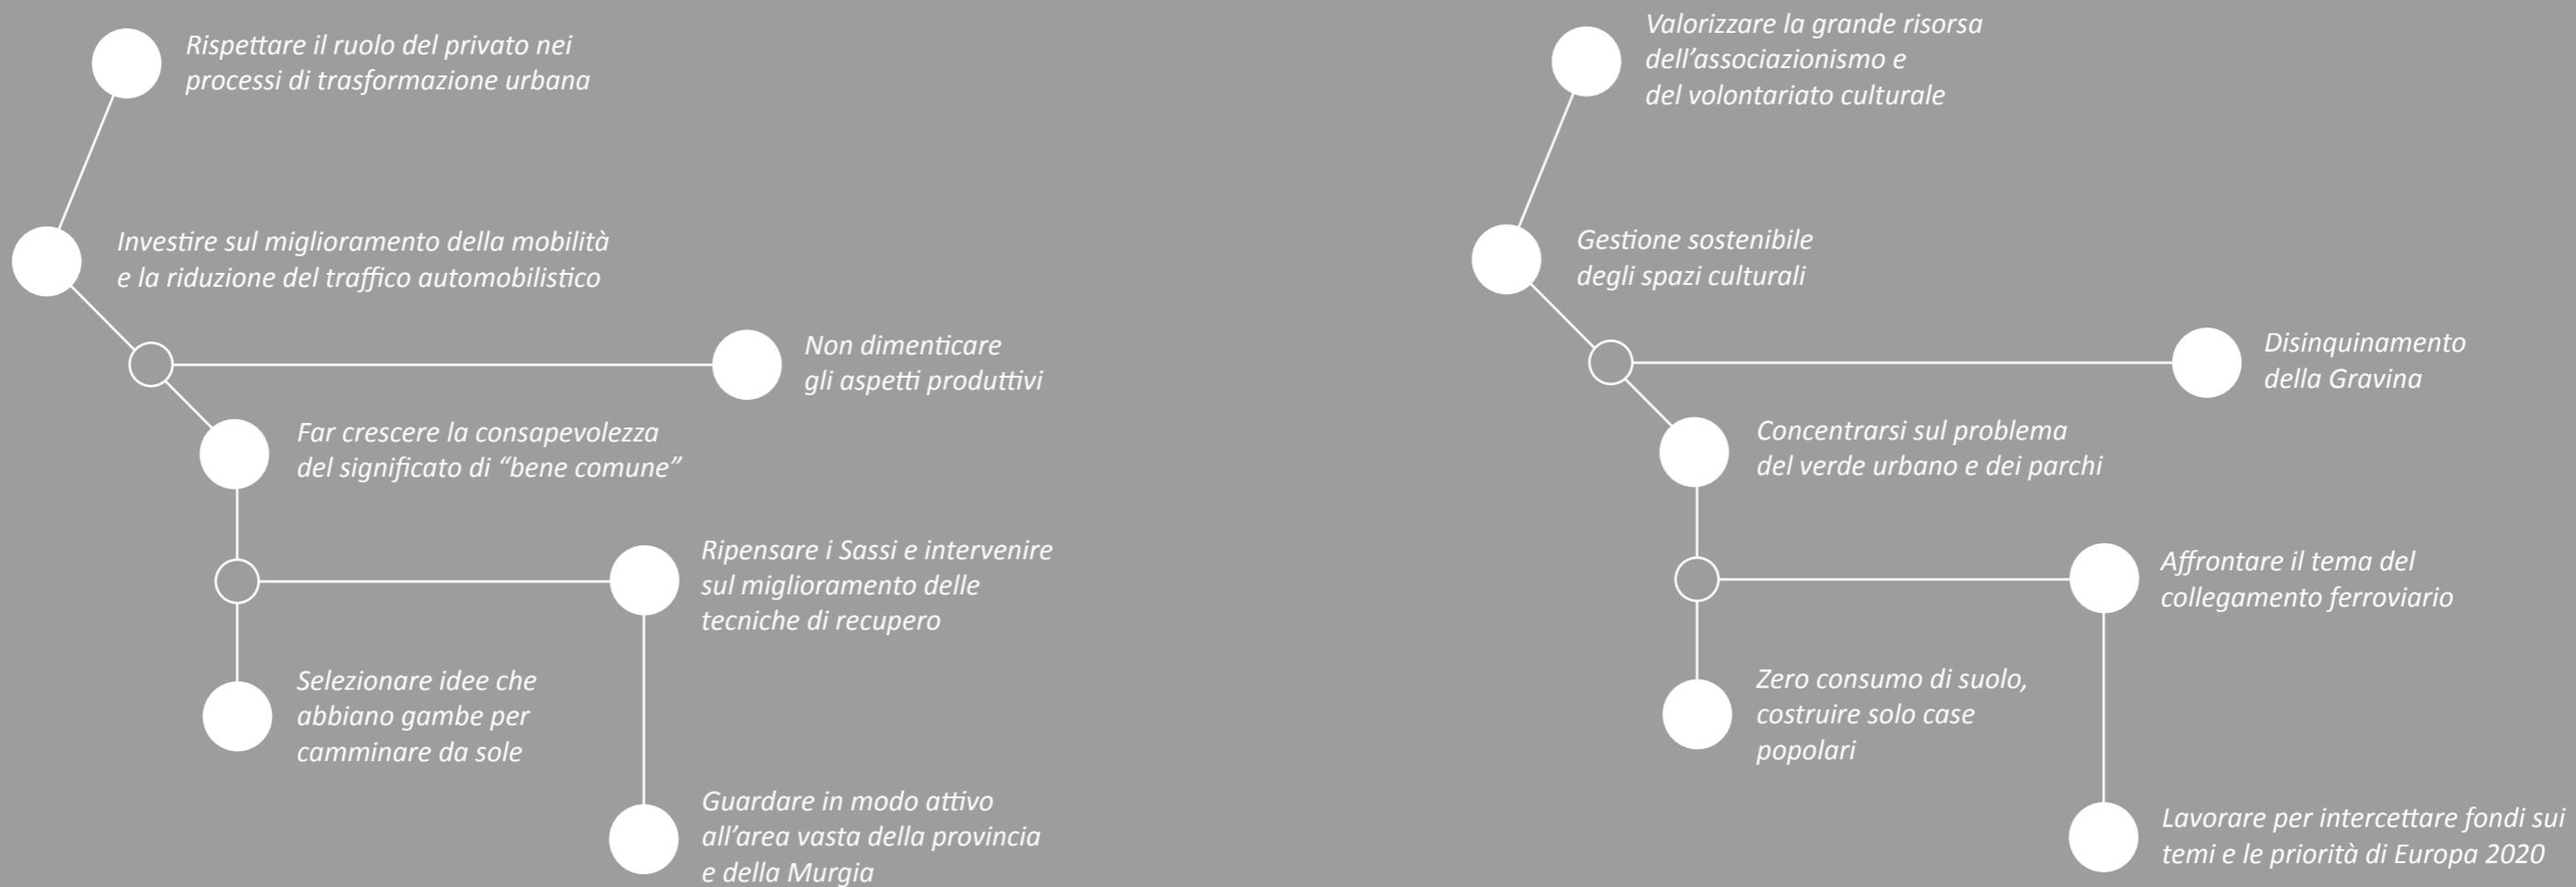 Rispettare il ruolo del privato nei
processi di trasformazione urbana
Investire sul miglioramento della mobilità
e la riduzione del traffico automobilistico
Non dimenticare
gli aspetti produttivi
Far crescere la consapevolezza
del significato di “bene comune”
Ripensare i Sassi e intervenire
sul miglioramento delle
tecniche di recupero
Selezionare idee che
abbiano gambe per
camminare da sole
Guardare in modo attivo
all’area vasta della provincia
e della Murgia
Valorizzare la grande risorsa
dell’associazionismo e
del volontariato culturale
Gestione sostenibile
degli spazi culturali
Disinquinamento
della Gravina
Concentrarsi sul problema
del verde urbano e dei parchi
Affrontare il tema del
collegamento ferroviario
Zero consumo di suolo,
costruire solo case
popolari
Lavorare per intercettare fondi sui
temi e le priorità di Europa 2020